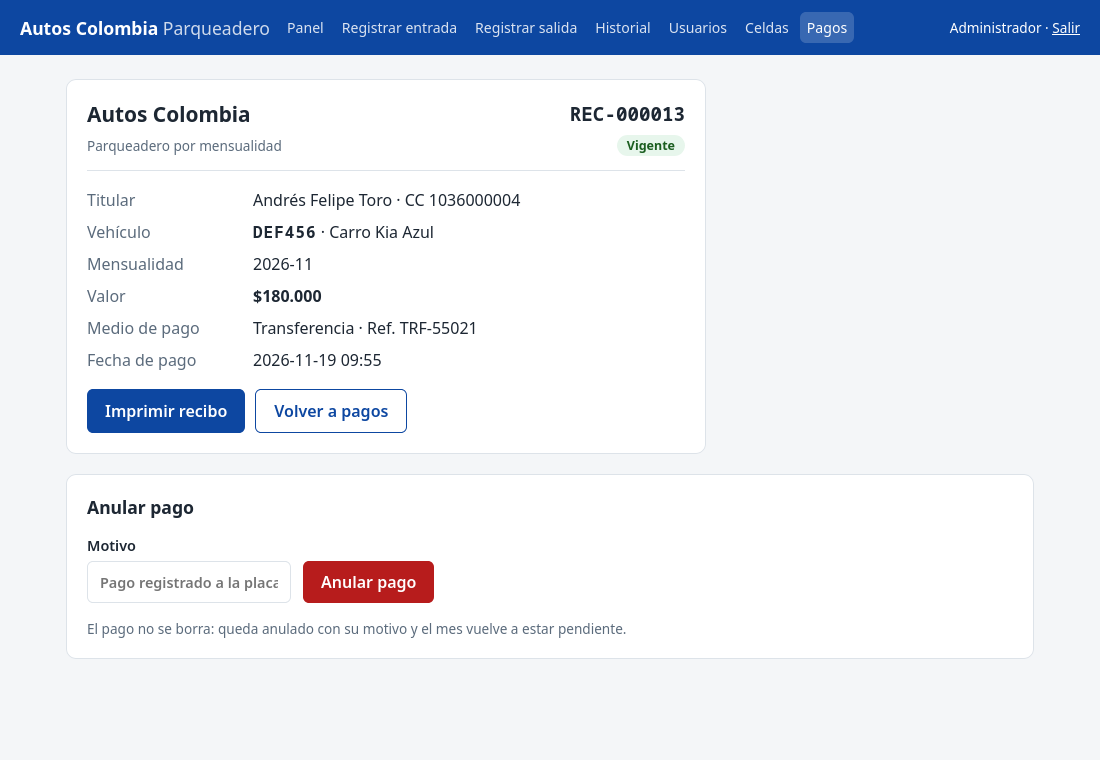 Autos Colombia Parqueadero Panel Registrar entrada Registrar salida Historial Usuarios Celdas Pagos Administrador · Salir
Autos Colombia REC-000013
Parqueadero por mensualidad Vigente
Titular Andrés Felipe Toro · CC 1036000004
Vehículo DEF456 · Carro Kia Azul
Mensualidad 2026-11
Valor $180.000
Medio de pago Transferencia · Ref. TRF-55021
Fecha de pago 2026-11-19 09:55
Imprimir recibo Volver a pagos
Anular pago
Motivo
Pago registrado a la placa Anular pago
El pago no se borra: queda anulado con su motivo y el mes vuelve a estar pendiente.